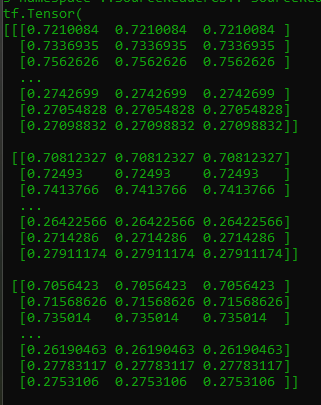 tf.Tensor(
[[[0.7210084  0.7210084  0.7210084 ]
[0.7336935  0.7336935  0.7336935 ]
[0.7562626  0.7562626  0.7562626 ]
...
[0.2742699  0.2742699  0.2742699 ]
[0.27054828 0.27054828 0.27054828]
[0.27098832 0.27098832 0.27098832]]
[[0.70812327 0.70812327 0.70812327]
[0.72493    0.72493    0.72493   ]
[0.7413766  0.7413766  0.7413766 ]
...
[0.26422566 0.26422566 0.26422566]
[0.2714286  0.2714286  0.2714286 ]
[0.27911174 0.27911174 0.27911174]]
[[0.7056423  0.7056423  0.7056423 ]
[0.71568626 0.71568626 0.71568626]
[0.735014   0.735014   0.735014  ]
...
[0.26190463 0.26190463 0.26190463]
[0.27783117 0.27783117 0.27783117]
[0.2753106  0.2753106  0.2753106 ]]